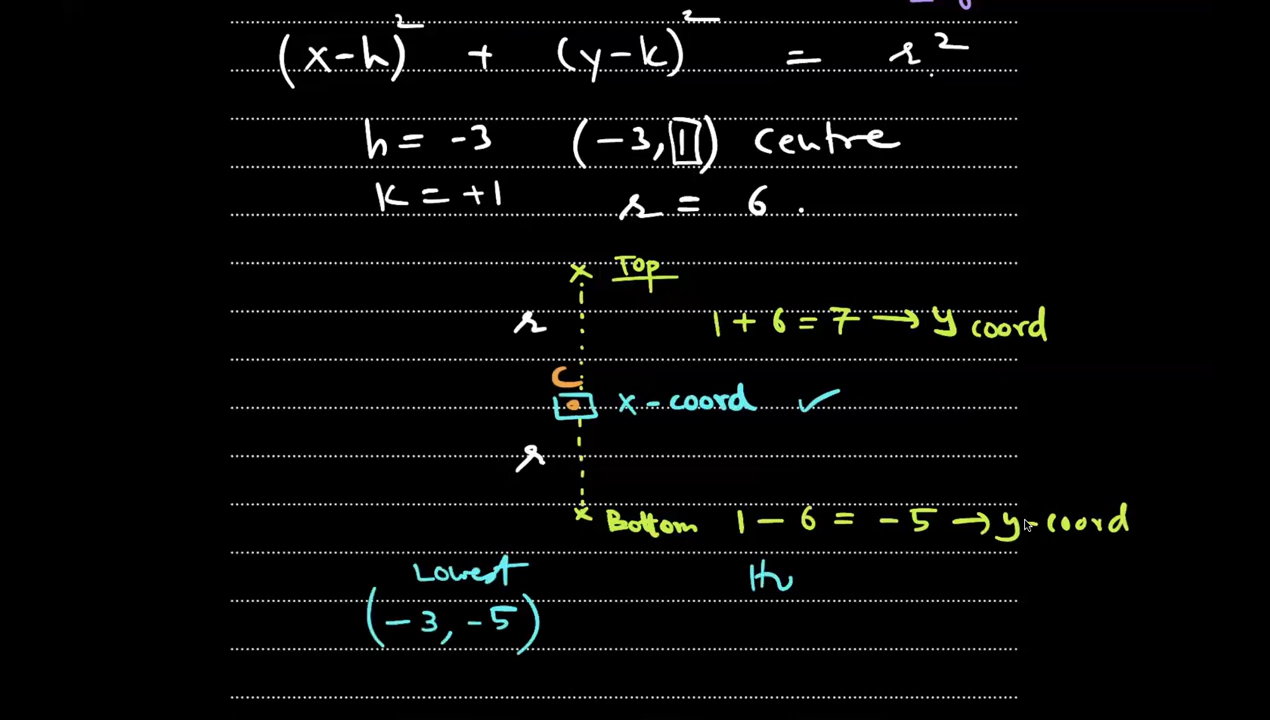 (x-h)² + (y-k)² = r²
h = -3 (-3, 1) centre
k = +1 r = 6 .
Top
r 1 + 6 = 7 → y coord
C
x-coord ✓
r
Bottom 1 - 6 = -5 → y-coord
Lowest
(-3, -5)